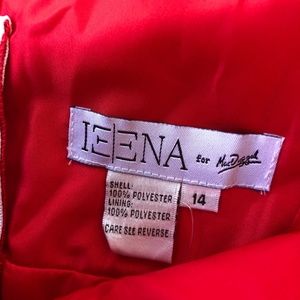 IEENA for Mac Duggal
SHELL:
100% POLYESTER
LINING:
100% POLYESTER
CARE SEE REVERSE
14